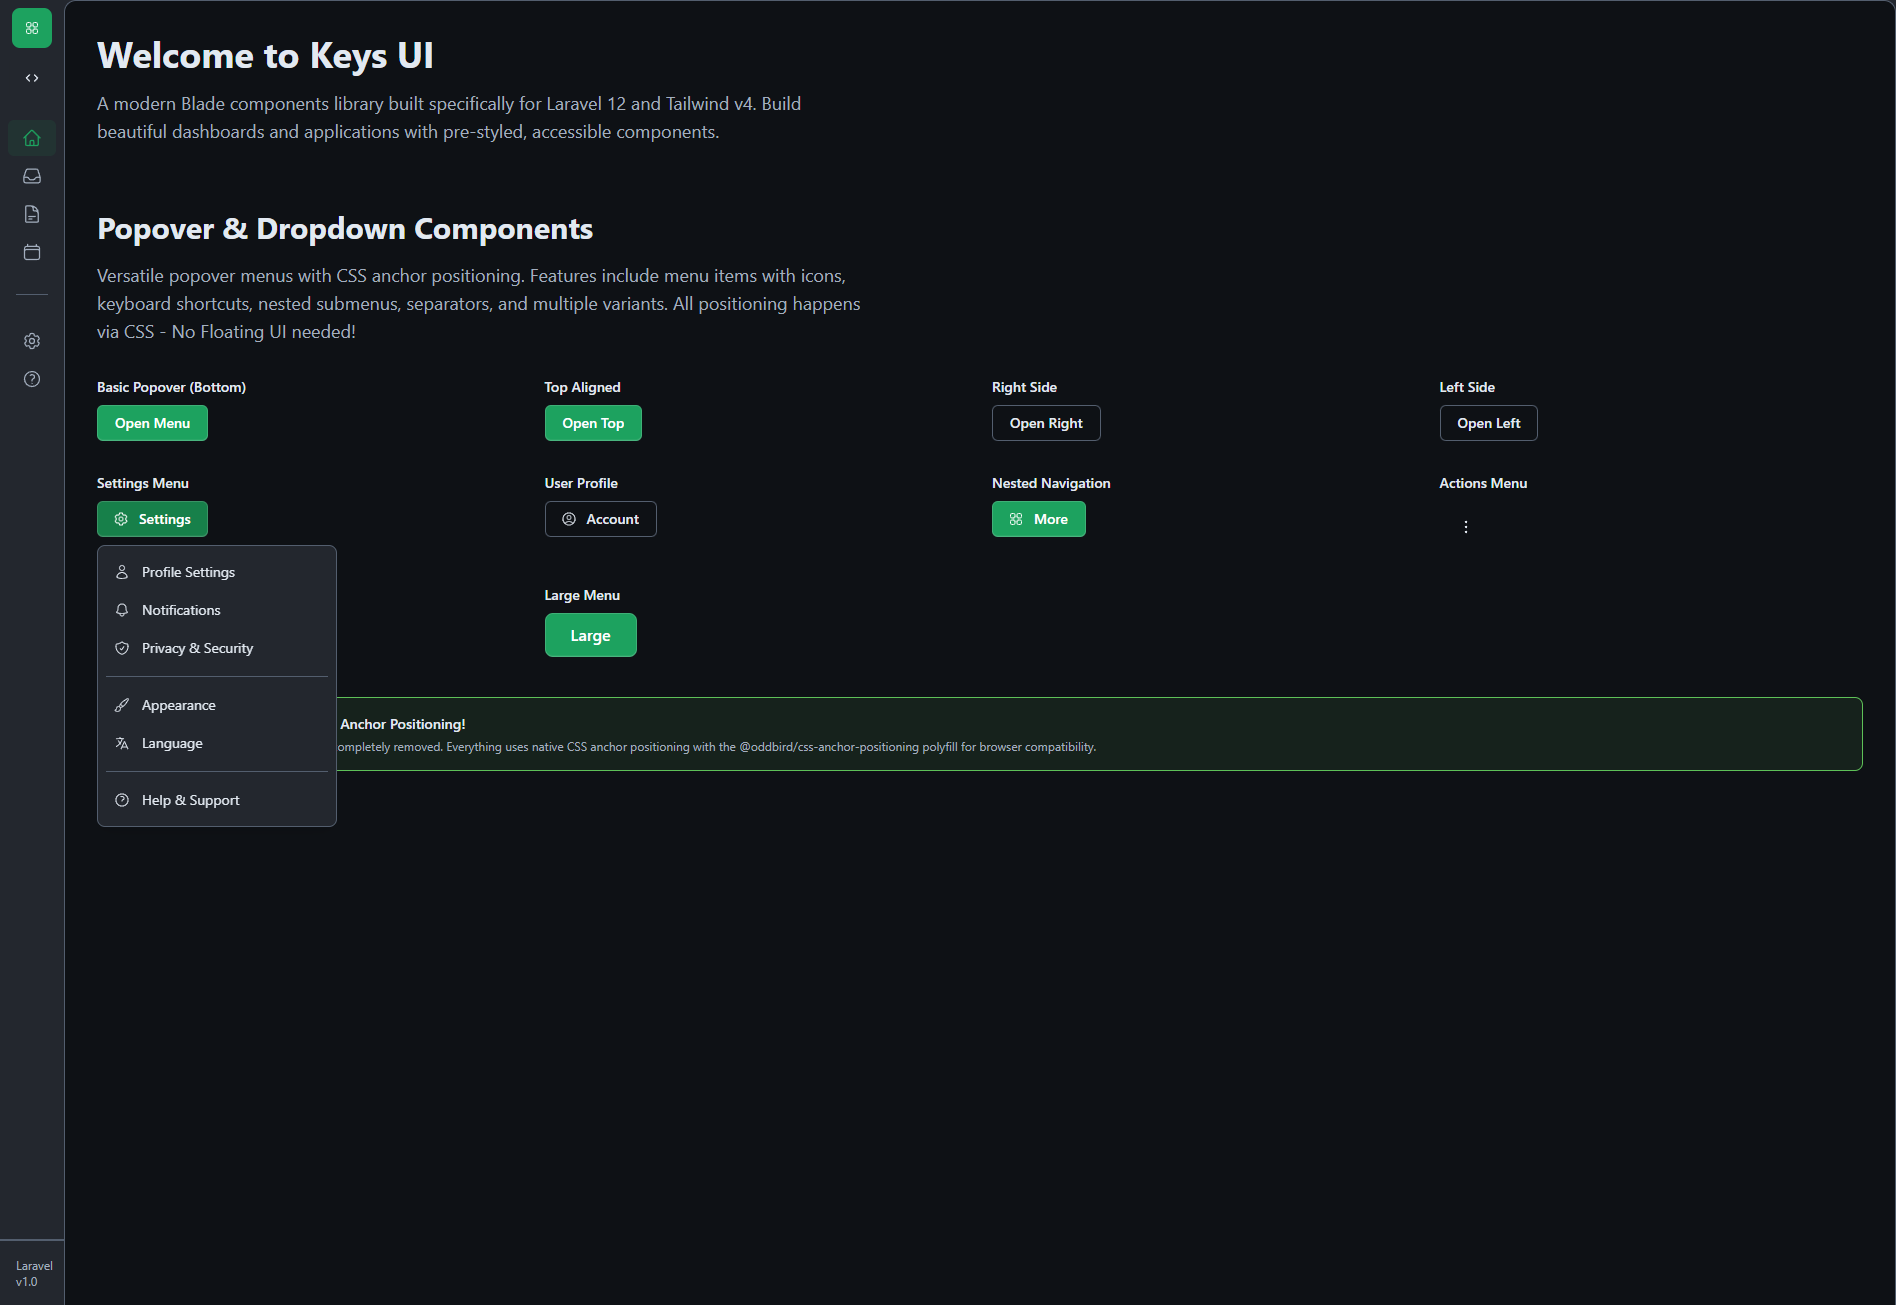 Welcome to Keys UI
A modern Blade components library built specifically for Laravel 12 and Tailwind v4. Build
beautiful dashboards and applications with pre-styled, accessible components.
Popover & Dropdown Components
Versatile popover menus with CSS anchor positioning. Features include menu items with icons,
keyboard shortcuts, nested submenus, separators, and multiple variants. All positioning happens
via CSS - No Floating UI needed!
Basic Popover (Bottom)
Open Menu
Top Aligned
Open Top
Right Side
Open Right
Left Side
Open Left
Settings Menu
Settings
User Profile
Account
Nested Navigation
More
Actions Menu
Profile Settings
Notifications
Privacy & Security
Appearance
Language
Help & Support
Large Menu
Large
Anchor Positioning!
removed. Everything uses native CSS anchor positioning with the @oddbird/css-anchor-positioning polyfill for browser compatibility.
Laravel
v1.0